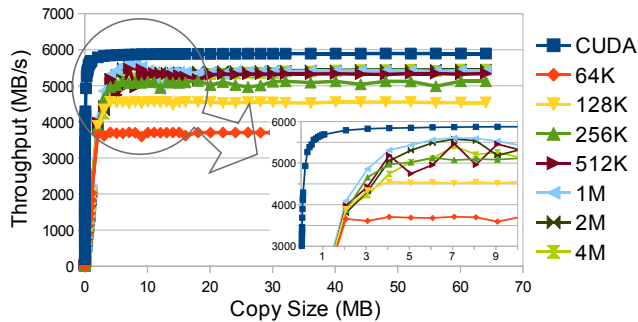 Throughput (MB/s)
7000
6000
5000
4000
3000
2000
1000
0
6000
5000
4000
3000
1 3 5 7 9
0 10 20 30 40 50 60 70
Copy Size (MB)
CUDA
64K
128K
256K
512K
1M
2M
4M